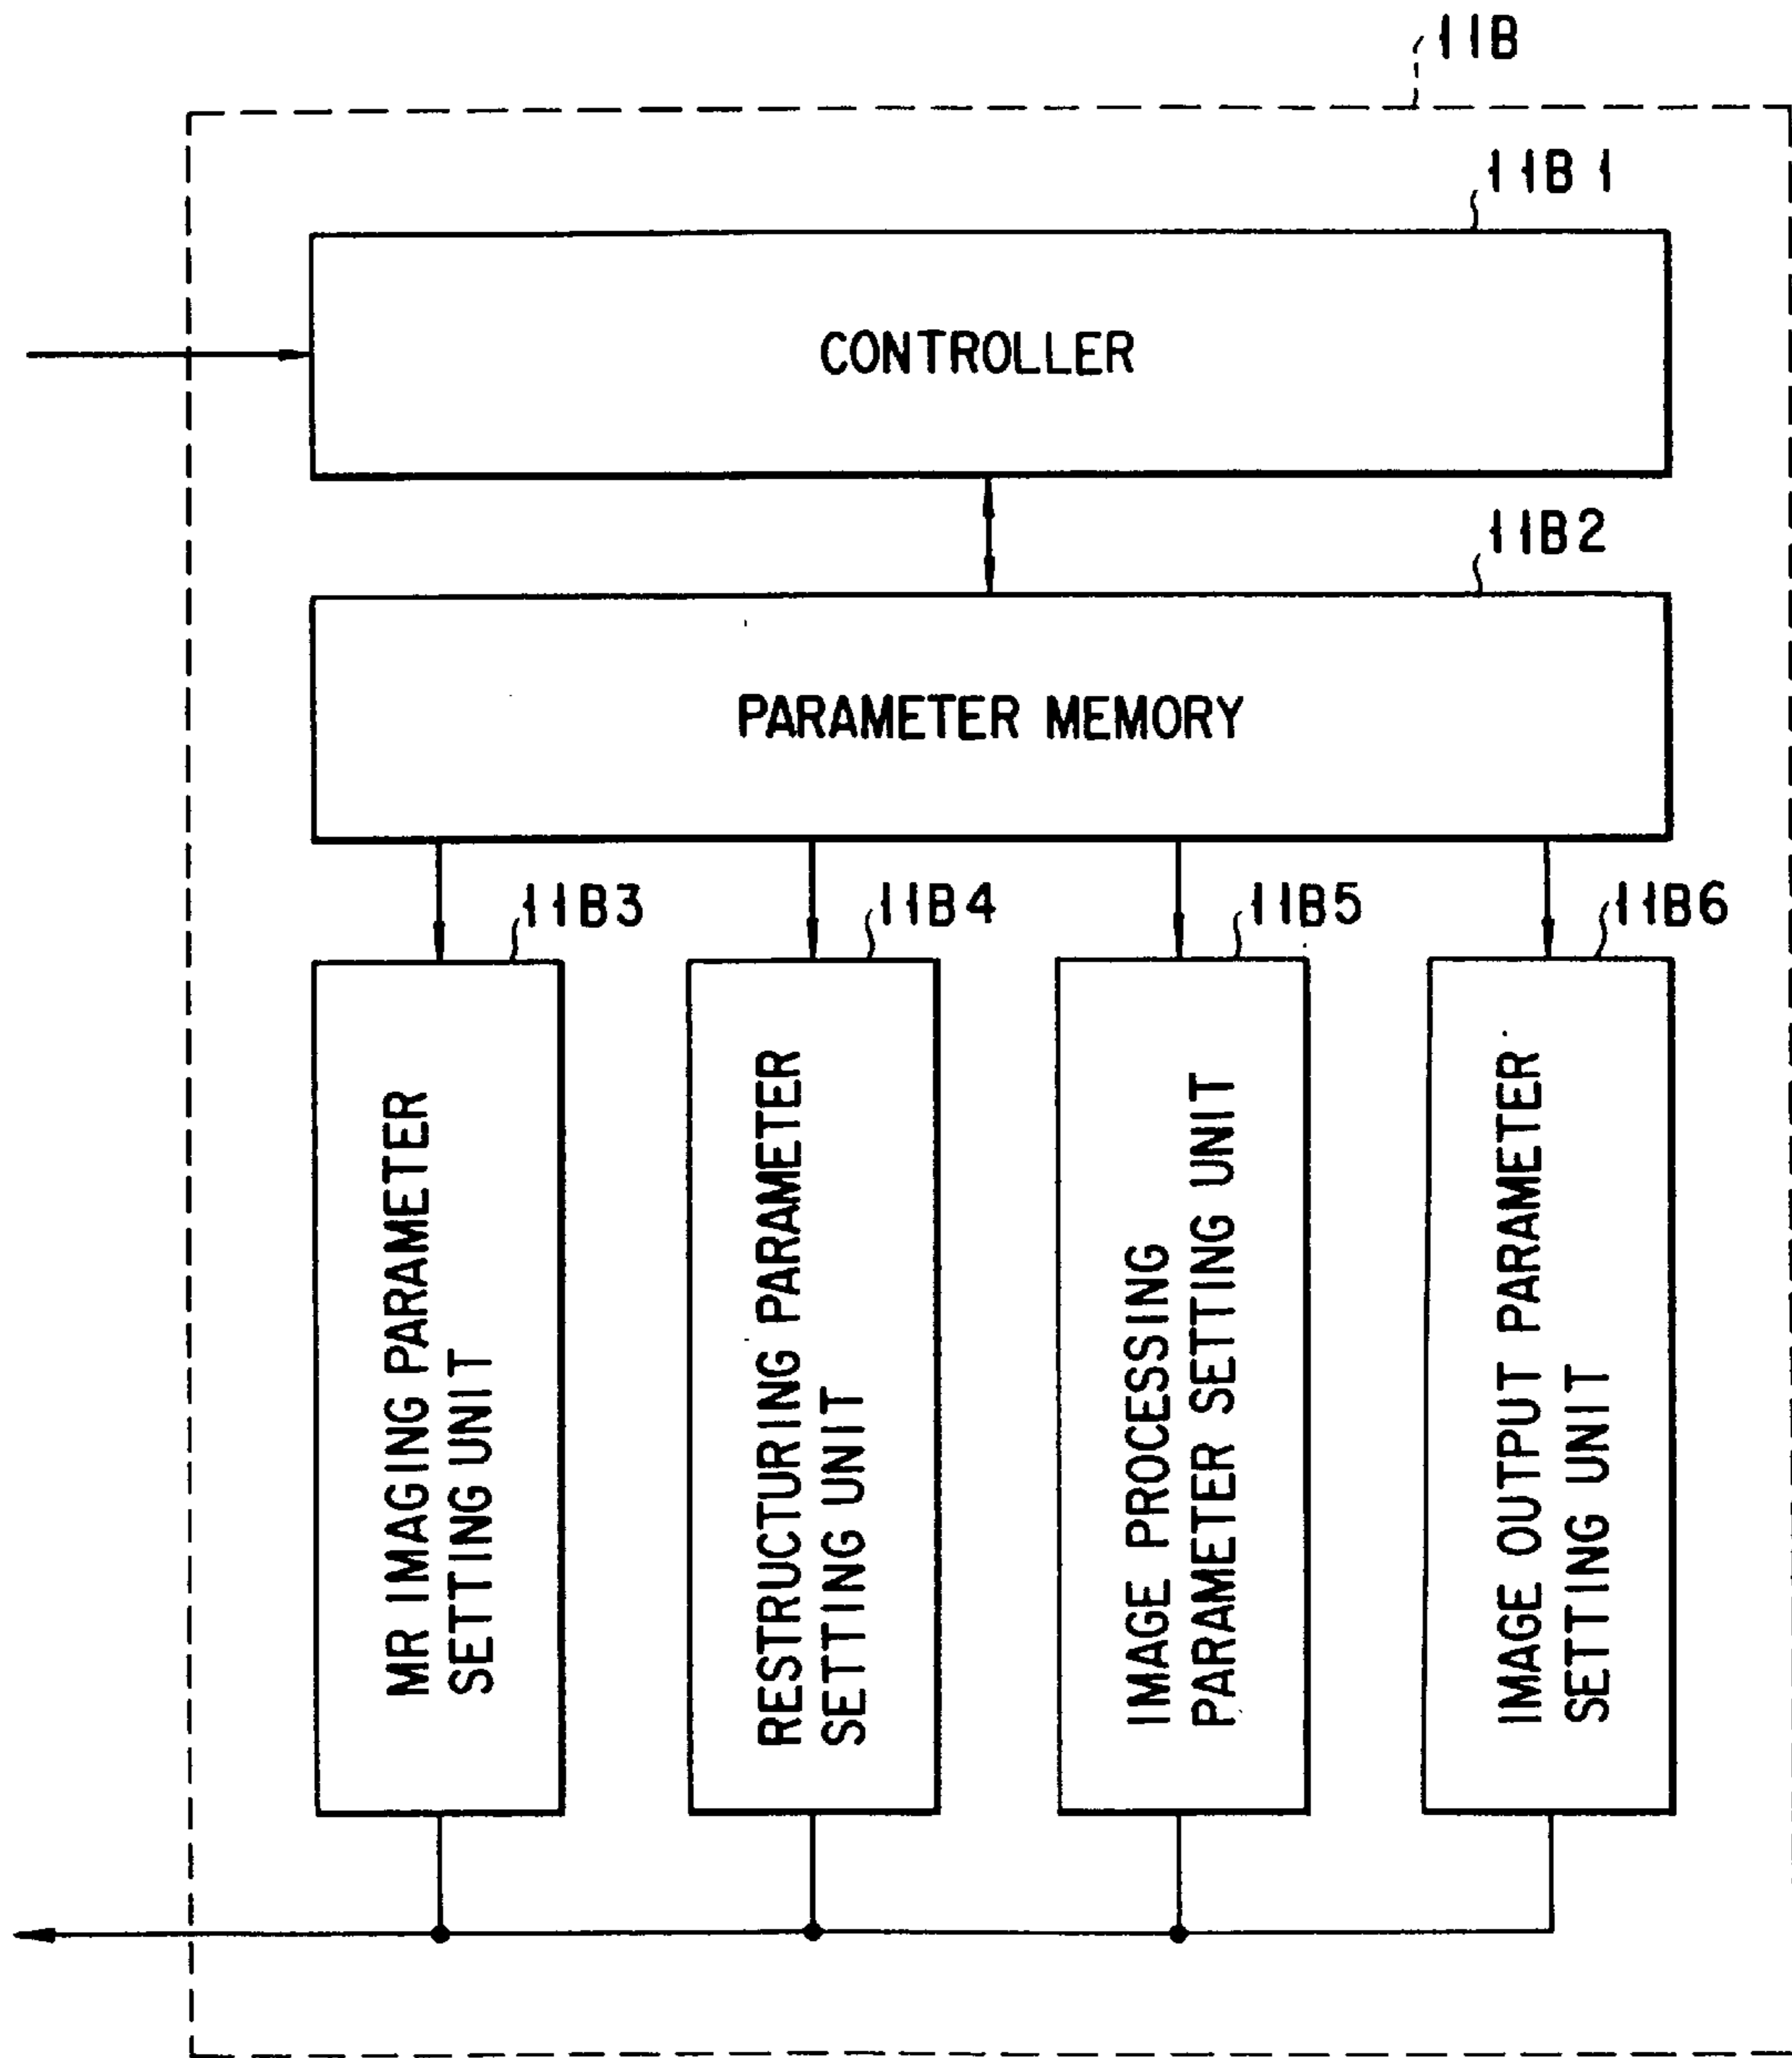 11B
11B1
CONTROLLER
11B2
PARAMETER MEMORY
11B3
11B4
11B5
11B6
MR IMAGING PARAMETER
SETTING UNIT
RESTRUCTURING PARAMETER
SETTING UNIT
IMAGE PROCESSING
PARAMETER SETTING UNIT
IMAGE OUTPUT PARAMETER
SETTING UNIT